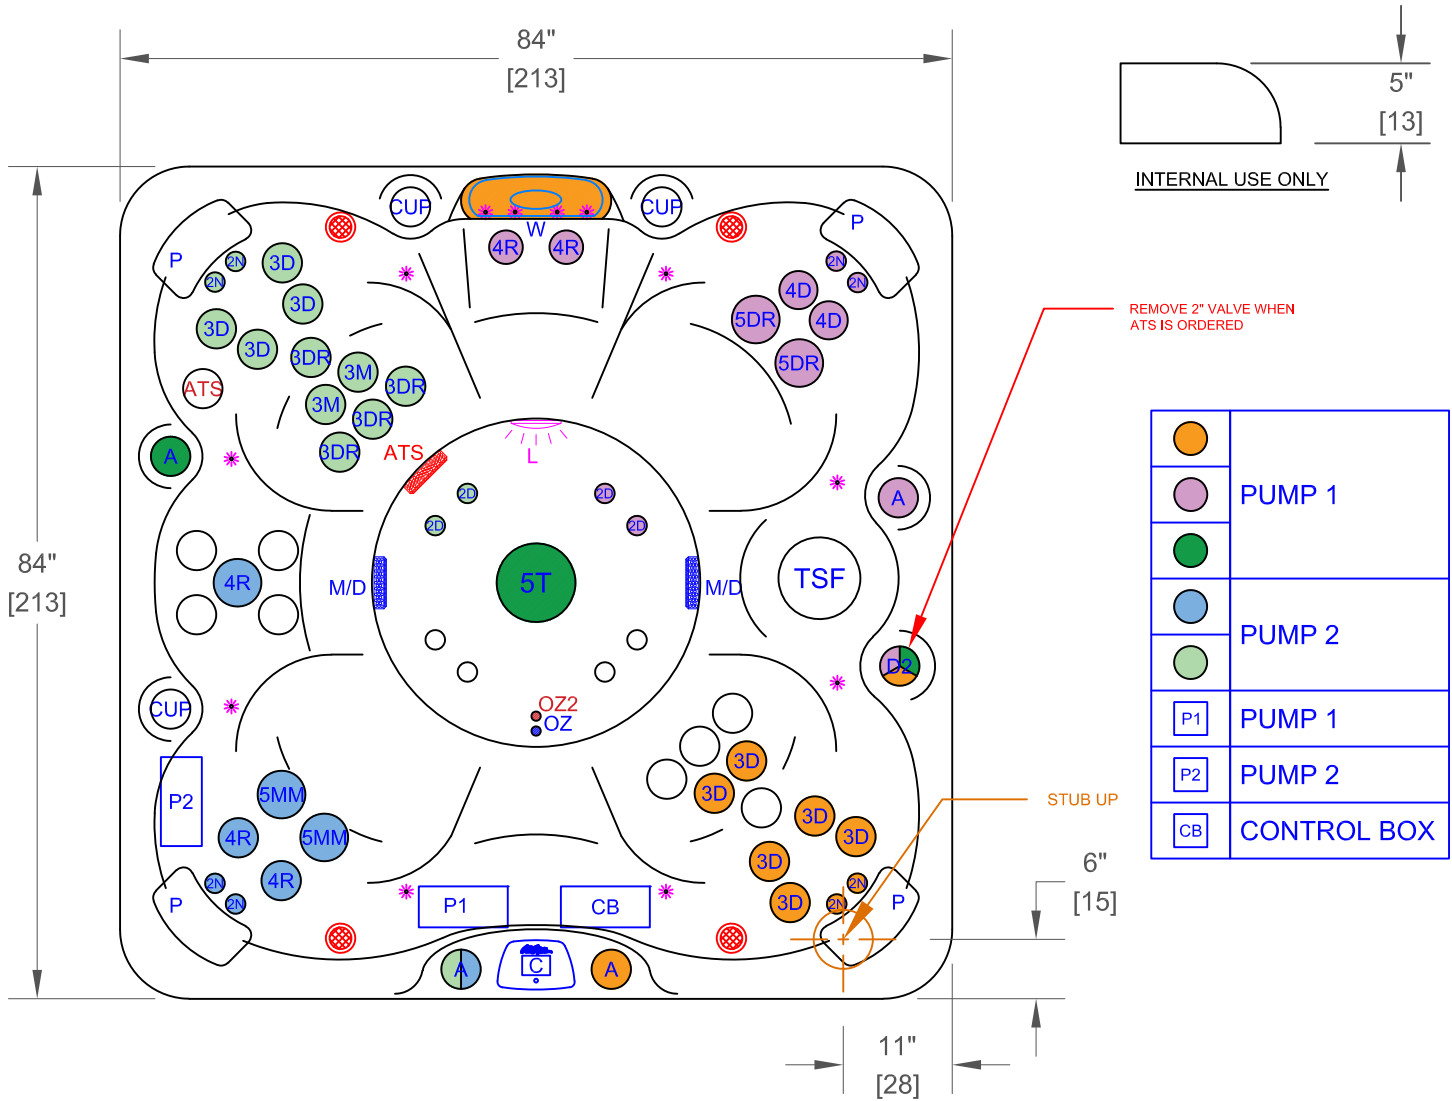 84"
[213]
5"
[13]
INTERNAL USE ONLY
CUP
CUP
W
4R
4R
P
2N
2N
3D
3D
3D
3D
3DR
3M
3DR
3M
3DR
3DR
ATS
ATS
A
P
2N
2N
4D
4D
5DR
5DR
REMOVE 2" VALVE WHEN
ATS IS ORDERED
L
2D
2D
2D
2D
A
84"
[213]
4R
M/D
5T
M/D
TSF
D2
CUP
OZ2
OZ
PUMP 1
PUMP 2
P1
PUMP 1
P2
PUMP 2
CB
CONTROL BOX
P2
5MM
5MM
4R
4R
2N
2N
P
3D
3D
3D
3D
3D
3D
2N
2N
P
STUB UP
P1
CB
A
C
A
6"
[15]
11"
[28]